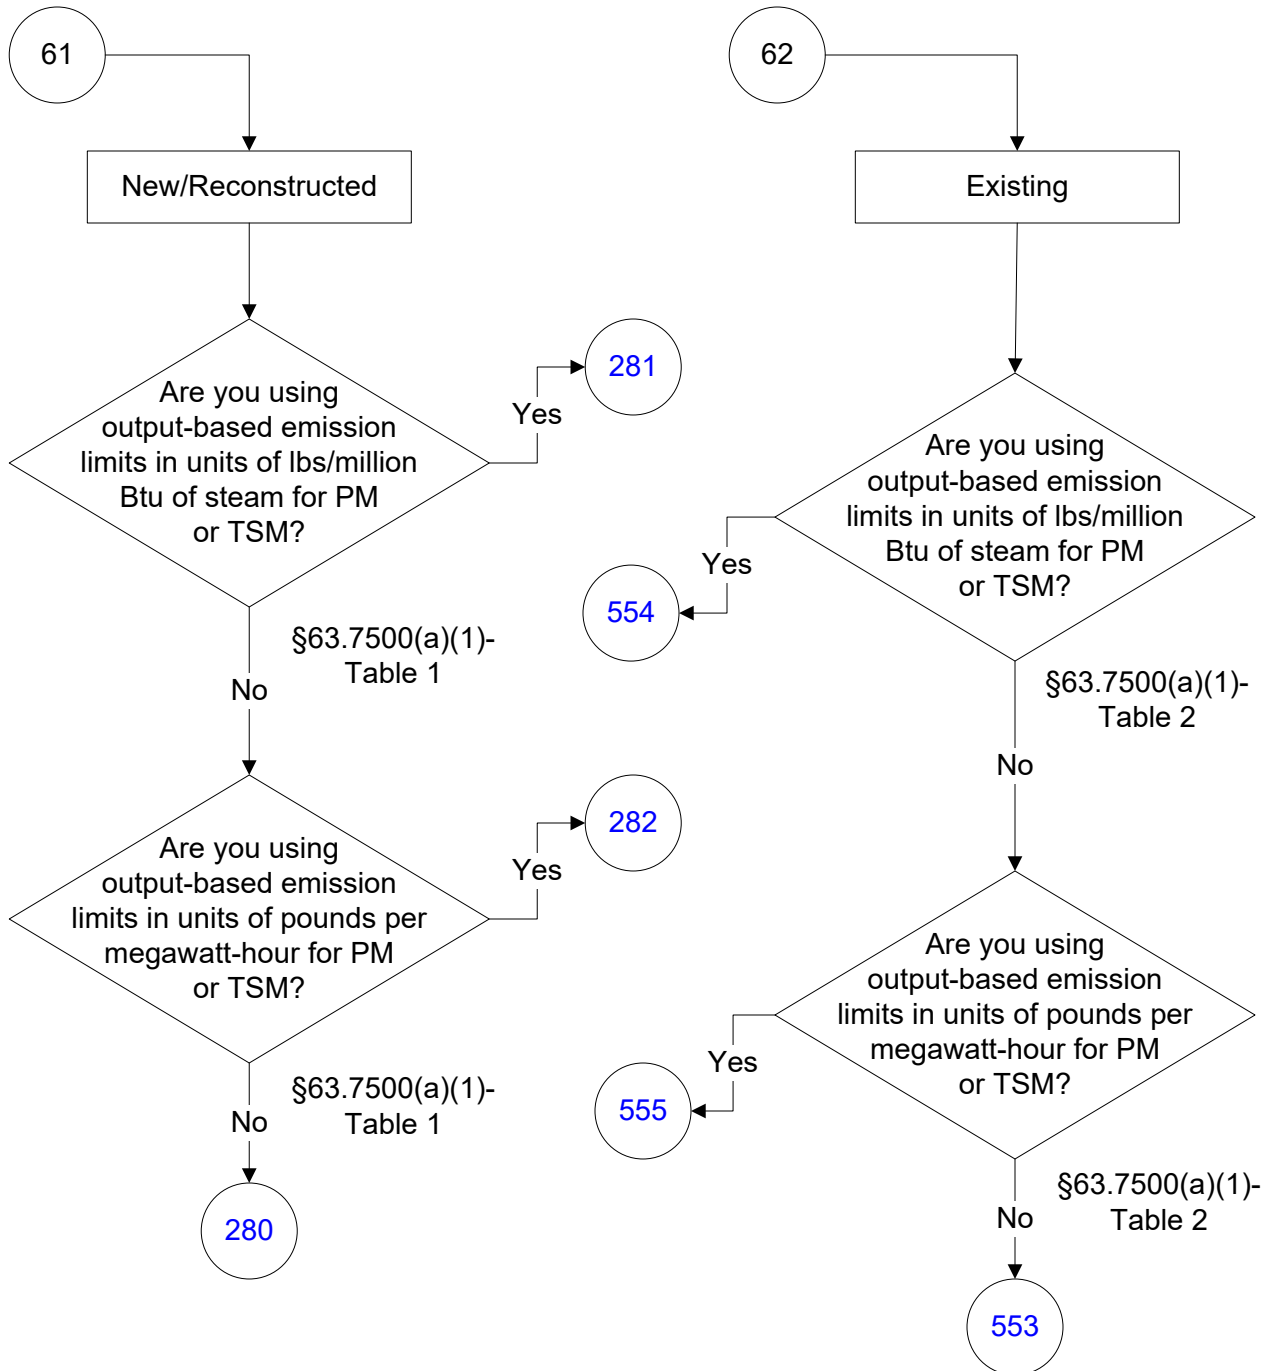 61
New/Reconstructed
Are you using
output-based emission
limits in units of lbs/million
Btu of steam for PM
or TSM?
Yes
281
§63.7500(a)(1)-
Table 1
No
Are you using
output-based emission
limits in units of pounds per
megawatt-hour for PM
or TSM?
Yes
282
§63.7500(a)(1)-
Table 1
No
280
62
Existing
Are you using
output-based emission
limits in units of lbs/million
Btu of steam for PM
or TSM?
Yes
554
§63.7500(a)(1)-
Table 2
No
Are you using
output-based emission
limits in units of pounds per
megawatt-hour for PM
or TSM?
Yes
555
§63.7500(a)(1)-
Table 2
No
553